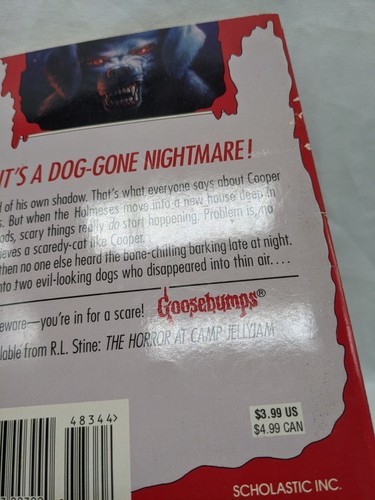 IT'S A DOG-GONE NIGHTMARE!
d of his own shadow. That's what everyone says about Cooper
s. But when the Holmeses move into a new house deep in
ods, scary things really do start happening. Problem is, no
ieves a scaredy-cat like Cooper.
then no one else heard the bone-chilling barking late at night.
nto two evil-looking dogs who disappeared into thin air....
eware—you're in for a scare! Goosebumps®
lable from R.L. Stine: THE HORROR AT CAMP JELLYJAM
48344>
$3.99 US
$4.99 CAN
SCHOLASTIC INC.